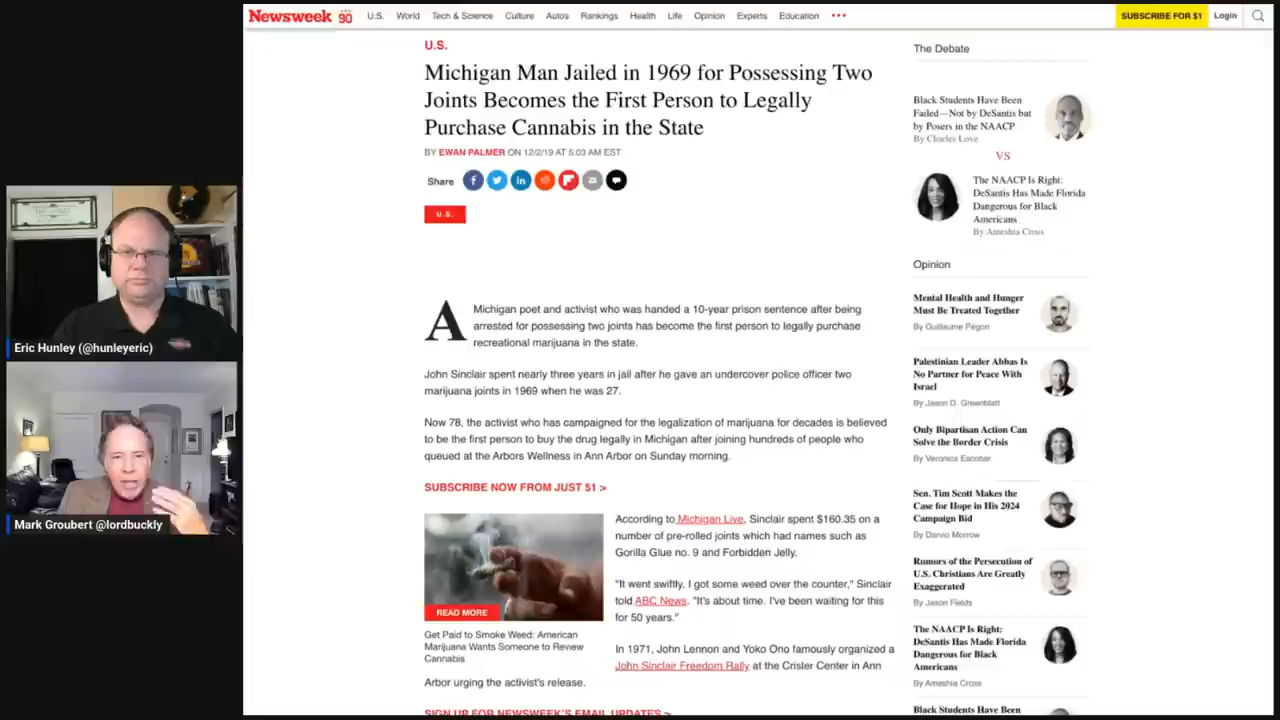 Newsweek 90 U.S. World Tech & Science Culture Autos Rankings Health Life Opinion Experts Education SUBSCRIBE FOR $1 Login
U.S.
Michigan Man Jailed in 1969 for Possessing Two
Joints Becomes the First Person to Legally
Purchase Cannabis in the State
BY EWAN PALMER ON 12/2/19 AT 5:03 AM EST
Share
U.S.
A Michigan poet and activist who was handed a 10-year prison sentence after being
arrested for possessing two joints has become the first person to legally purchase
recreational marijuana in the state.
John Sinclair spent nearly three years in jail after he gave an undercover police officer two
marijuana joints in 1969 when he was 27.
Now 78, the activist who has campaigned for the legalization of marijuana for decades is believed
to be the first person to buy the drug legally in Michigan after joining hundreds of people who
queued at the Arbors Wellness in Ann Arbor on Sunday morning.
SUBSCRIBE NOW FROM JUST $1 >
READ MORE
Get Paid to Smoke Weed: American
Marijuana Wants Someone to Review
Cannabis
According to Michigan Live, Sinclair spent $160.35 on a
number of pre-rolled joints which had names such as
Gorilla Glue no. 9 and Forbidden Jelly.
"It went swiftly, I got some weed over the counter," Sinclair
told ABC News. "It's about time. I've been waiting for this
for 50 years."
In 1971, John Lennon and Yoko Ono famously organized a
John Sinclair Freedom Rally at the Crisler Center in Ann
Arbor urging the activist's release.
SIGN UP FOR NEWSWEEK'S EMAIL UPDATES >
The Debate
Black Students Have Been
Failed—Not by DeSantis but
by Posers in the NAACP
By Charles Love
VS
The NAACP Is Right:
DeSantis Has Made Florida
Dangerous for Black
Americans
By Ameshia Cross
Opinion
Mental Health and Hunger
Must Be Treated Together
By Guillaume Pégon
Palestinian Leader Abbas Is
No Partner for Peace With
Israel
By Jason D. Greenblatt
Only Bipartisan Action Can
Solve the Border Crisis
By Veronica Escobar
Sen. Tim Scott Makes the
Case for Hope in His 2024
Campaign Bid
By Darvio Morrow
Rumors of the Persecution of
U.S. Christians Are Greatly
Exaggerated
By Jason Fields
The NAACP Is Right:
DeSantis Has Made Florida
Dangerous for Black
Americans
By Ameshia Cross
Black Students Have Been
Eric Hunley (@hunleyeric)
Mark Groubert @lordbuckly